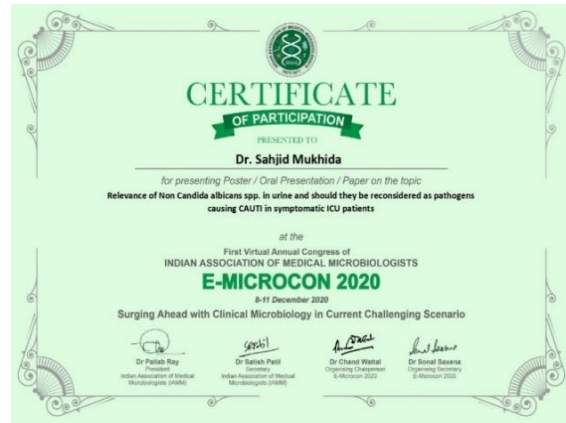 CERTIFICATE
OF PARTICIPATION
PRESENTED TO
Dr. Sahjid Mukhida
for presenting Poster / Oral Presentation / Paper on the topic
Relevance of Non Candida albicans spp. in urine and should they be reconsidered as pathogens
causing CAUTI in symptomatic ICU patients
at the
First Virtual Annual Congress of
INDIAN ASSOCIATION OF MEDICAL MICROBIOLOGISTS
E-MICROCON 2020
8-11 December 2020
Surging Ahead with Clinical Microbiology in Current Challenging Scenario
Dr Pallab Ray
President
Indian Association of Medical
Microbiologists (IAMM)
Dr Satish Patil
Secretary
Indian Association of Medical
Microbiologists (IAMM)
Dr Chand Wattal
Organising Chairperson
E-Microcon 2020
Dr Sonal Saxena
Organising Secretary
E-Microcon 2020